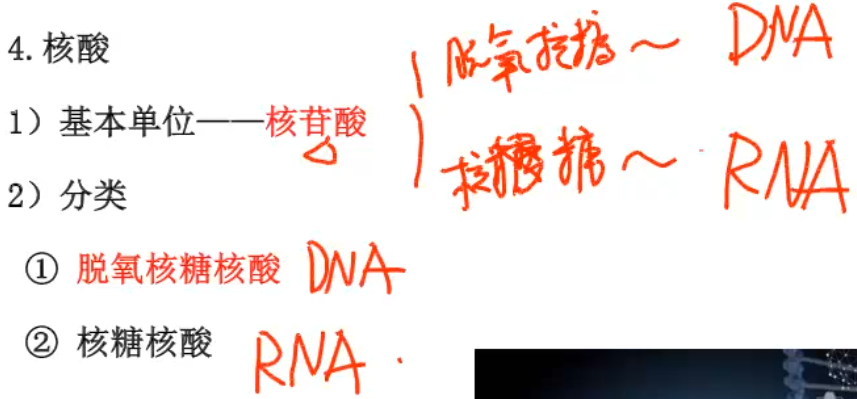 4.核酸
脱氧核糖～ DNA
1）基本单位——核苷酸
核糖～ RNA
2）分类
① 脱氧核糖核酸 DNA
② 核糖核酸 RNA